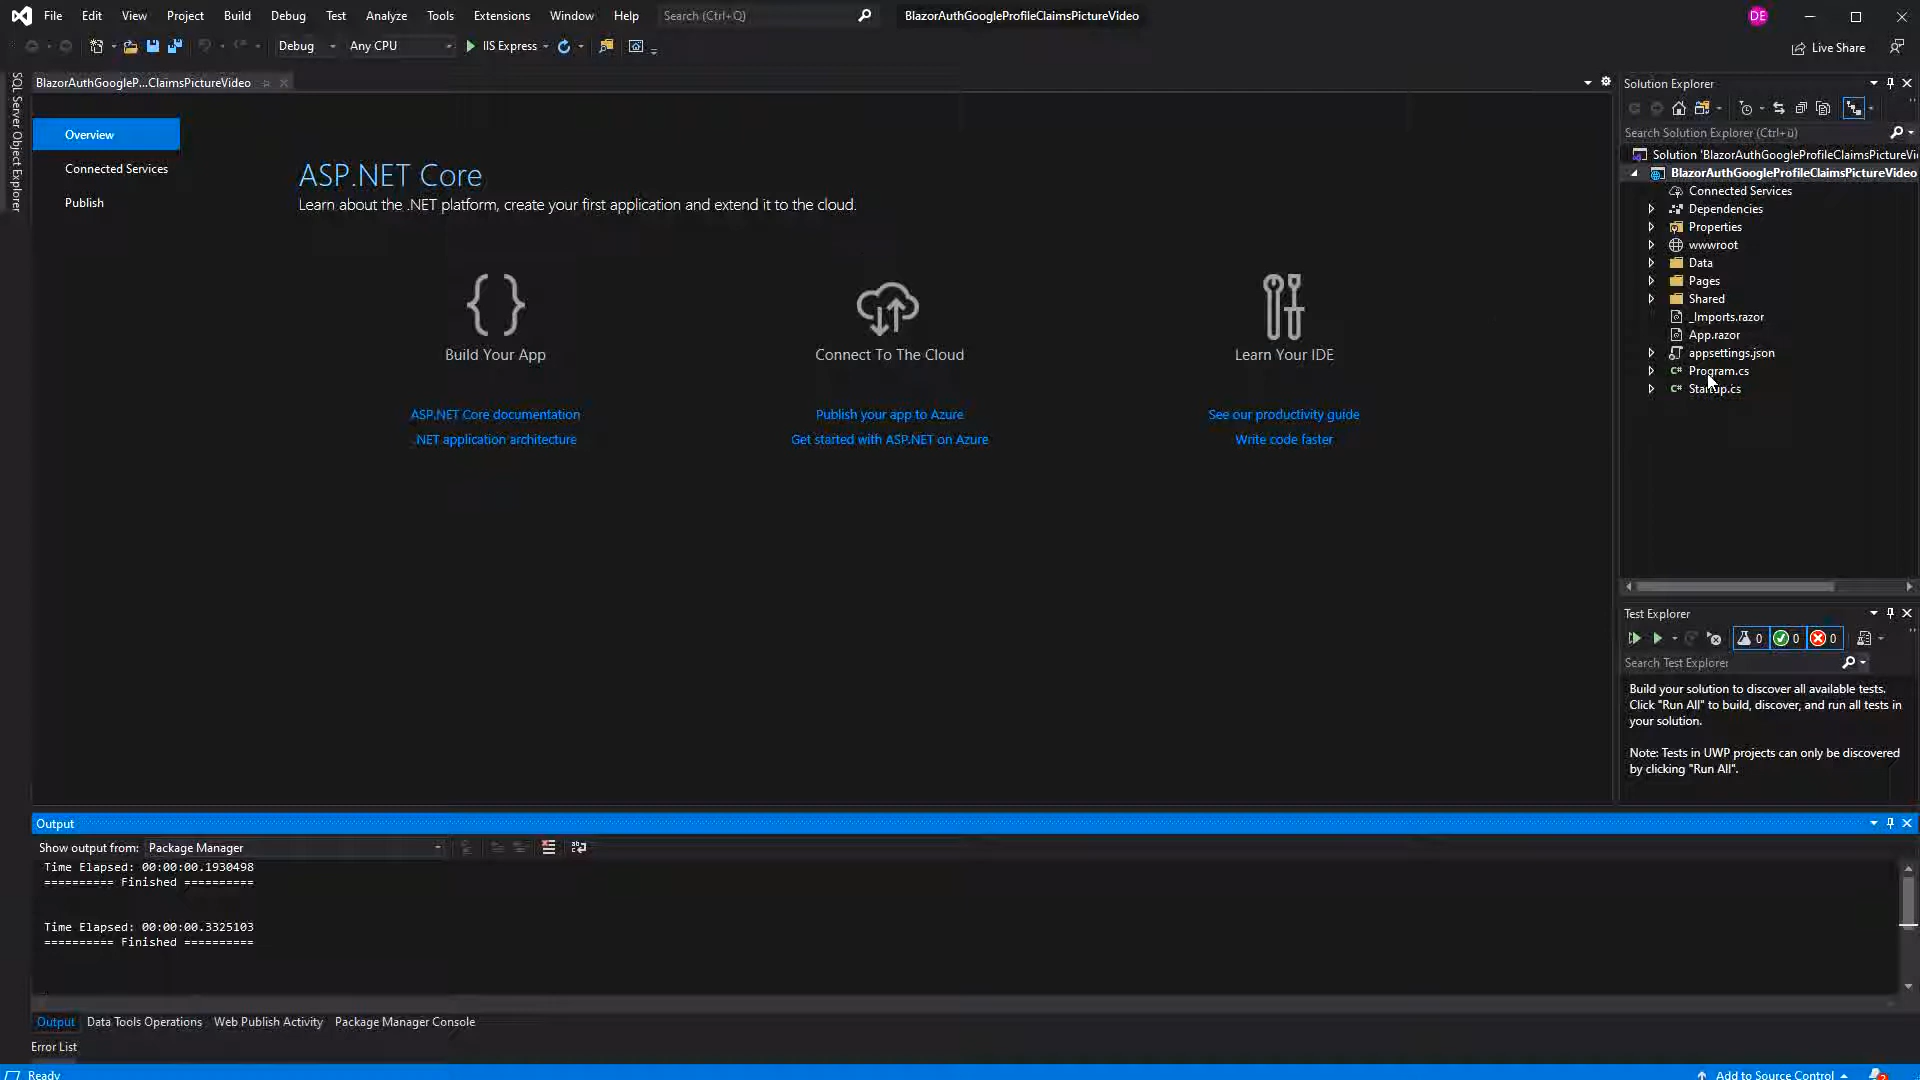 File Edit View Project Build Debug Test Analyze Tools Extensions Window Help Search (Ctrl+Q) BlazorAuthGoogleProfileClaimsPictureVideo DE
Debug Any CPU IIS Express Live Share
SQL Server Object Explorer
BlazorAuthGoogleP...ClaimsPictureVideo
Overview
Connected Services
Publish
ASP.NET Core
Learn about the .NET platform, create your first application and extend it to the cloud.
Build Your App
ASP.NET Core documentation
.NET application architecture
Connect To The Cloud
Publish your app to Azure
Get started with ASP.NET on Azure
Learn Your IDE
See our productivity guide
Write code faster
Solution Explorer
Search Solution Explorer (Ctrl+ü)
Solution 'BlazorAuthGoogleProfileClaimsPictureVi
BlazorAuthGoogleProfileClaimsPictureVideo
Connected Services
Dependencies
Properties
wwwroot
Data
Pages
Shared
_Imports.razor
App.razor
appsettings.json
C# Program.cs
C# Startup.cs
Test Explorer
0 0 0
Search Test Explorer
Build your solution to discover all available tests.
Click "Run All" to build, discover, and run all tests in
your solution.
Note: Tests in UWP projects can only be discovered
by clicking "Run All".
Output
Show output from: Package Manager
Time Elapsed: 00:00:00.1930498
========== Finished ==========
Time Elapsed: 00:00:00.3325103
========== Finished ==========
Output Data Tools Operations Web Publish Activity Package Manager Console
Error List
Ready Add to Source Control